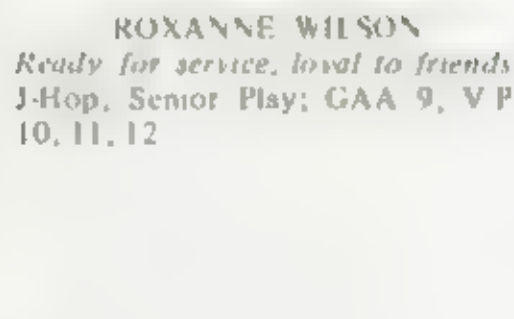 ROXANNE WILSON
Ready for service, loyal to friends
J-Hop, Senior Play; GAA 9, V P
10, 11, 12